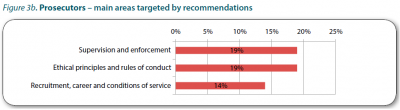 Figure 3b. Prosecutors – main areas targeted by recommendations
0% 5% 10% 15% 20% 25%
Supervision and enforcement 19%
Ethical principles and rules of conduct 19%
Recruitment, career and conditions of service 14%